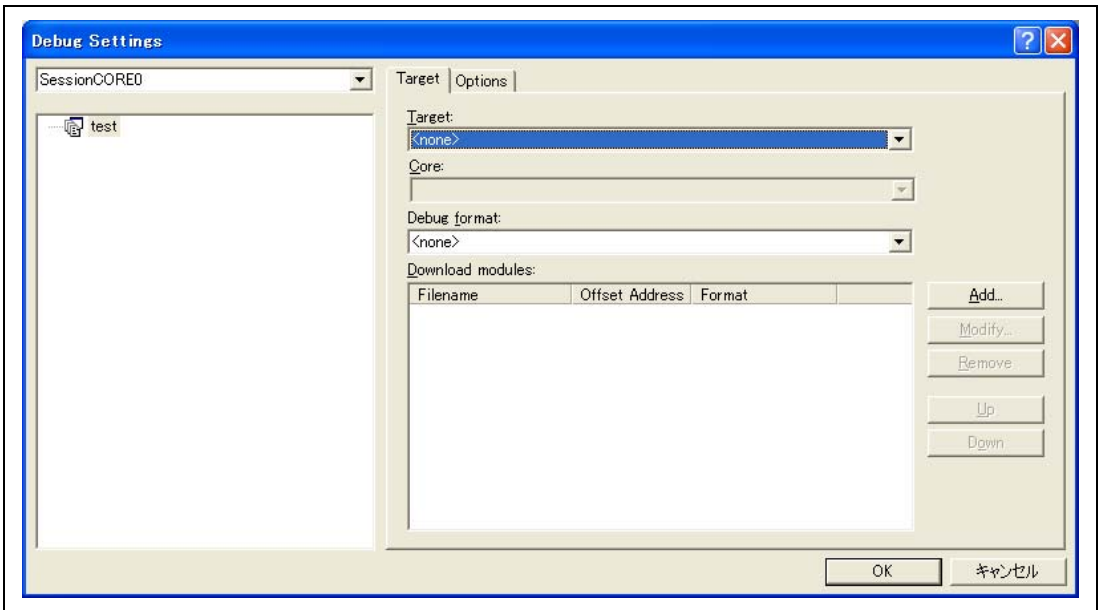 Debug Settings
SessionCORE0
test
Target
Options
Target:
<none>
Core:
Debug format:
<none>
Download modules:
Filename
Offset Address
Format
Add...
Modify...
Remove
Up
Down
OK
キャンセル